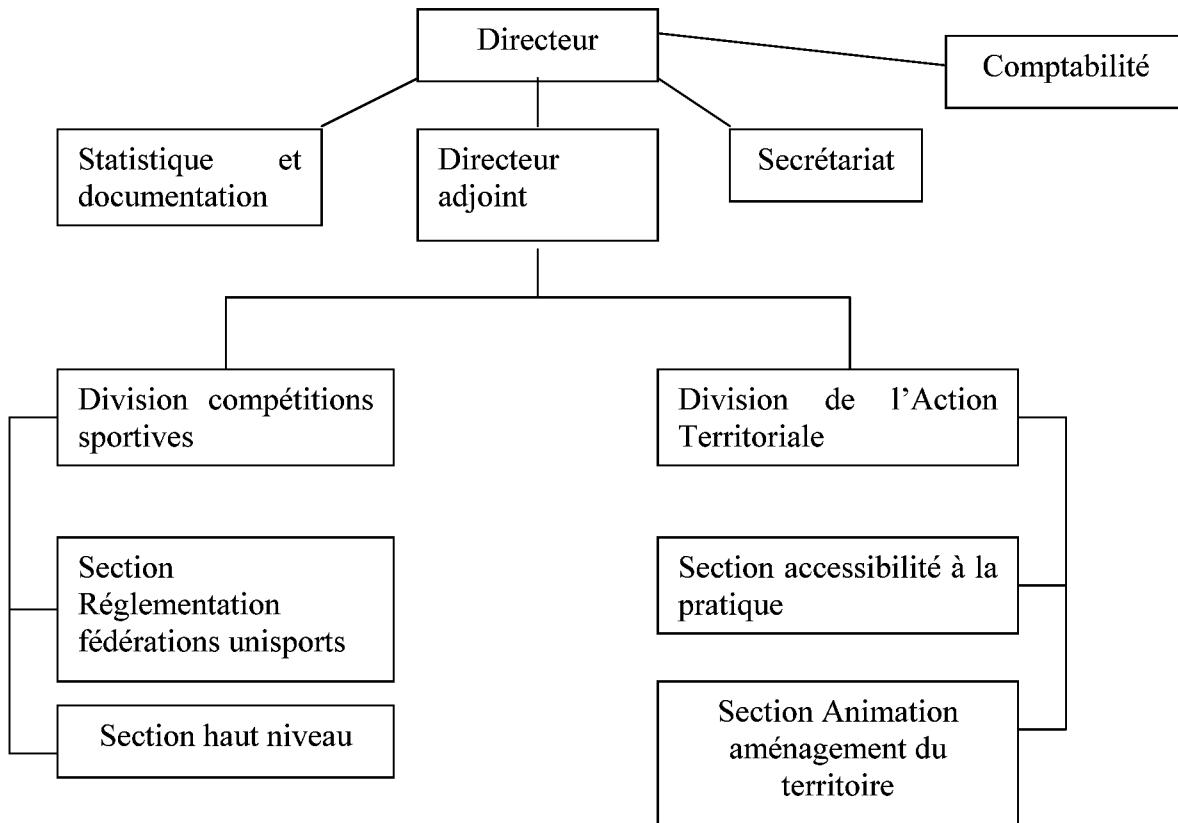 Directeur
Comptabilité
Statistique et
documentation
Directeur
adjoint
Secrétariat
Division compétitions
sportives
Division de l’Action
Territoriale
Section
Réglementation
fédérations unisports
Section accessibilité à la
pratique
Section haut niveau
Section Animation
aménagement du
territoire